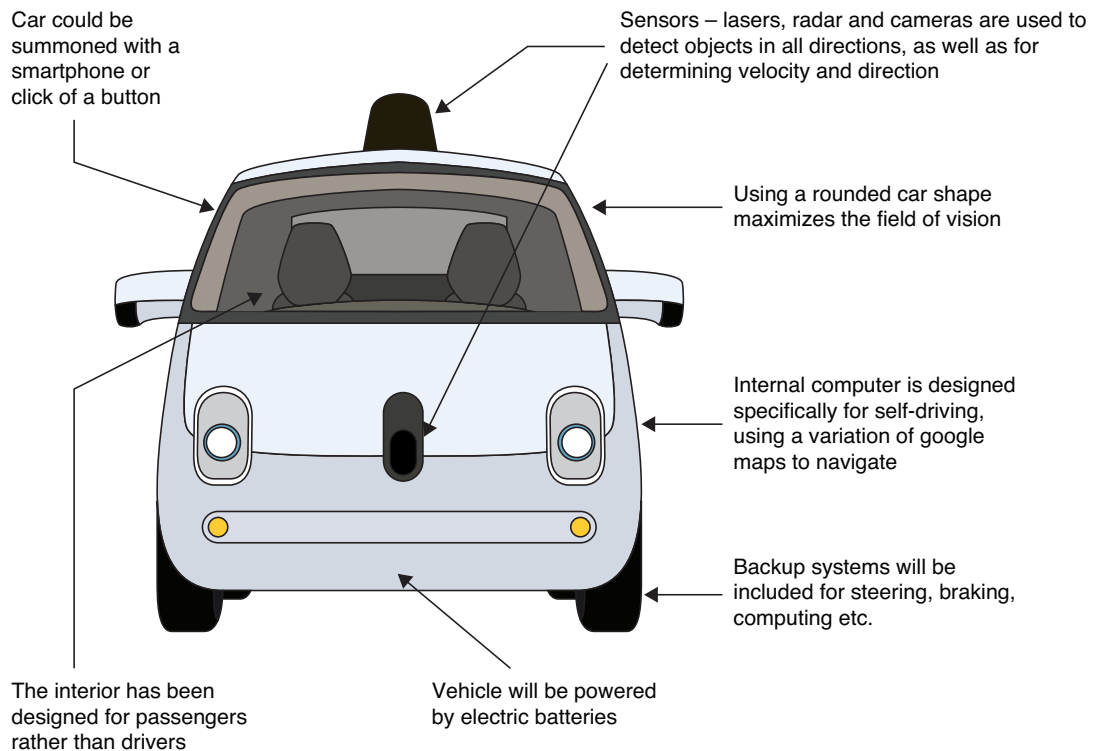 Car could be
summoned with a
smartphone or
click of a button
Sensors – lasers, radar and cameras are used to
detect objects in all directions, as well as for
determining velocity and direction
Using a rounded car shape
maximizes the field of vision
Internal computer is designed
specifically for self-driving,
using a variation of google
maps to navigate
Backup systems will be
included for steering, braking,
computing etc.
The interior has been
designed for passengers
rather than drivers
Vehicle will be powered
by electric batteries